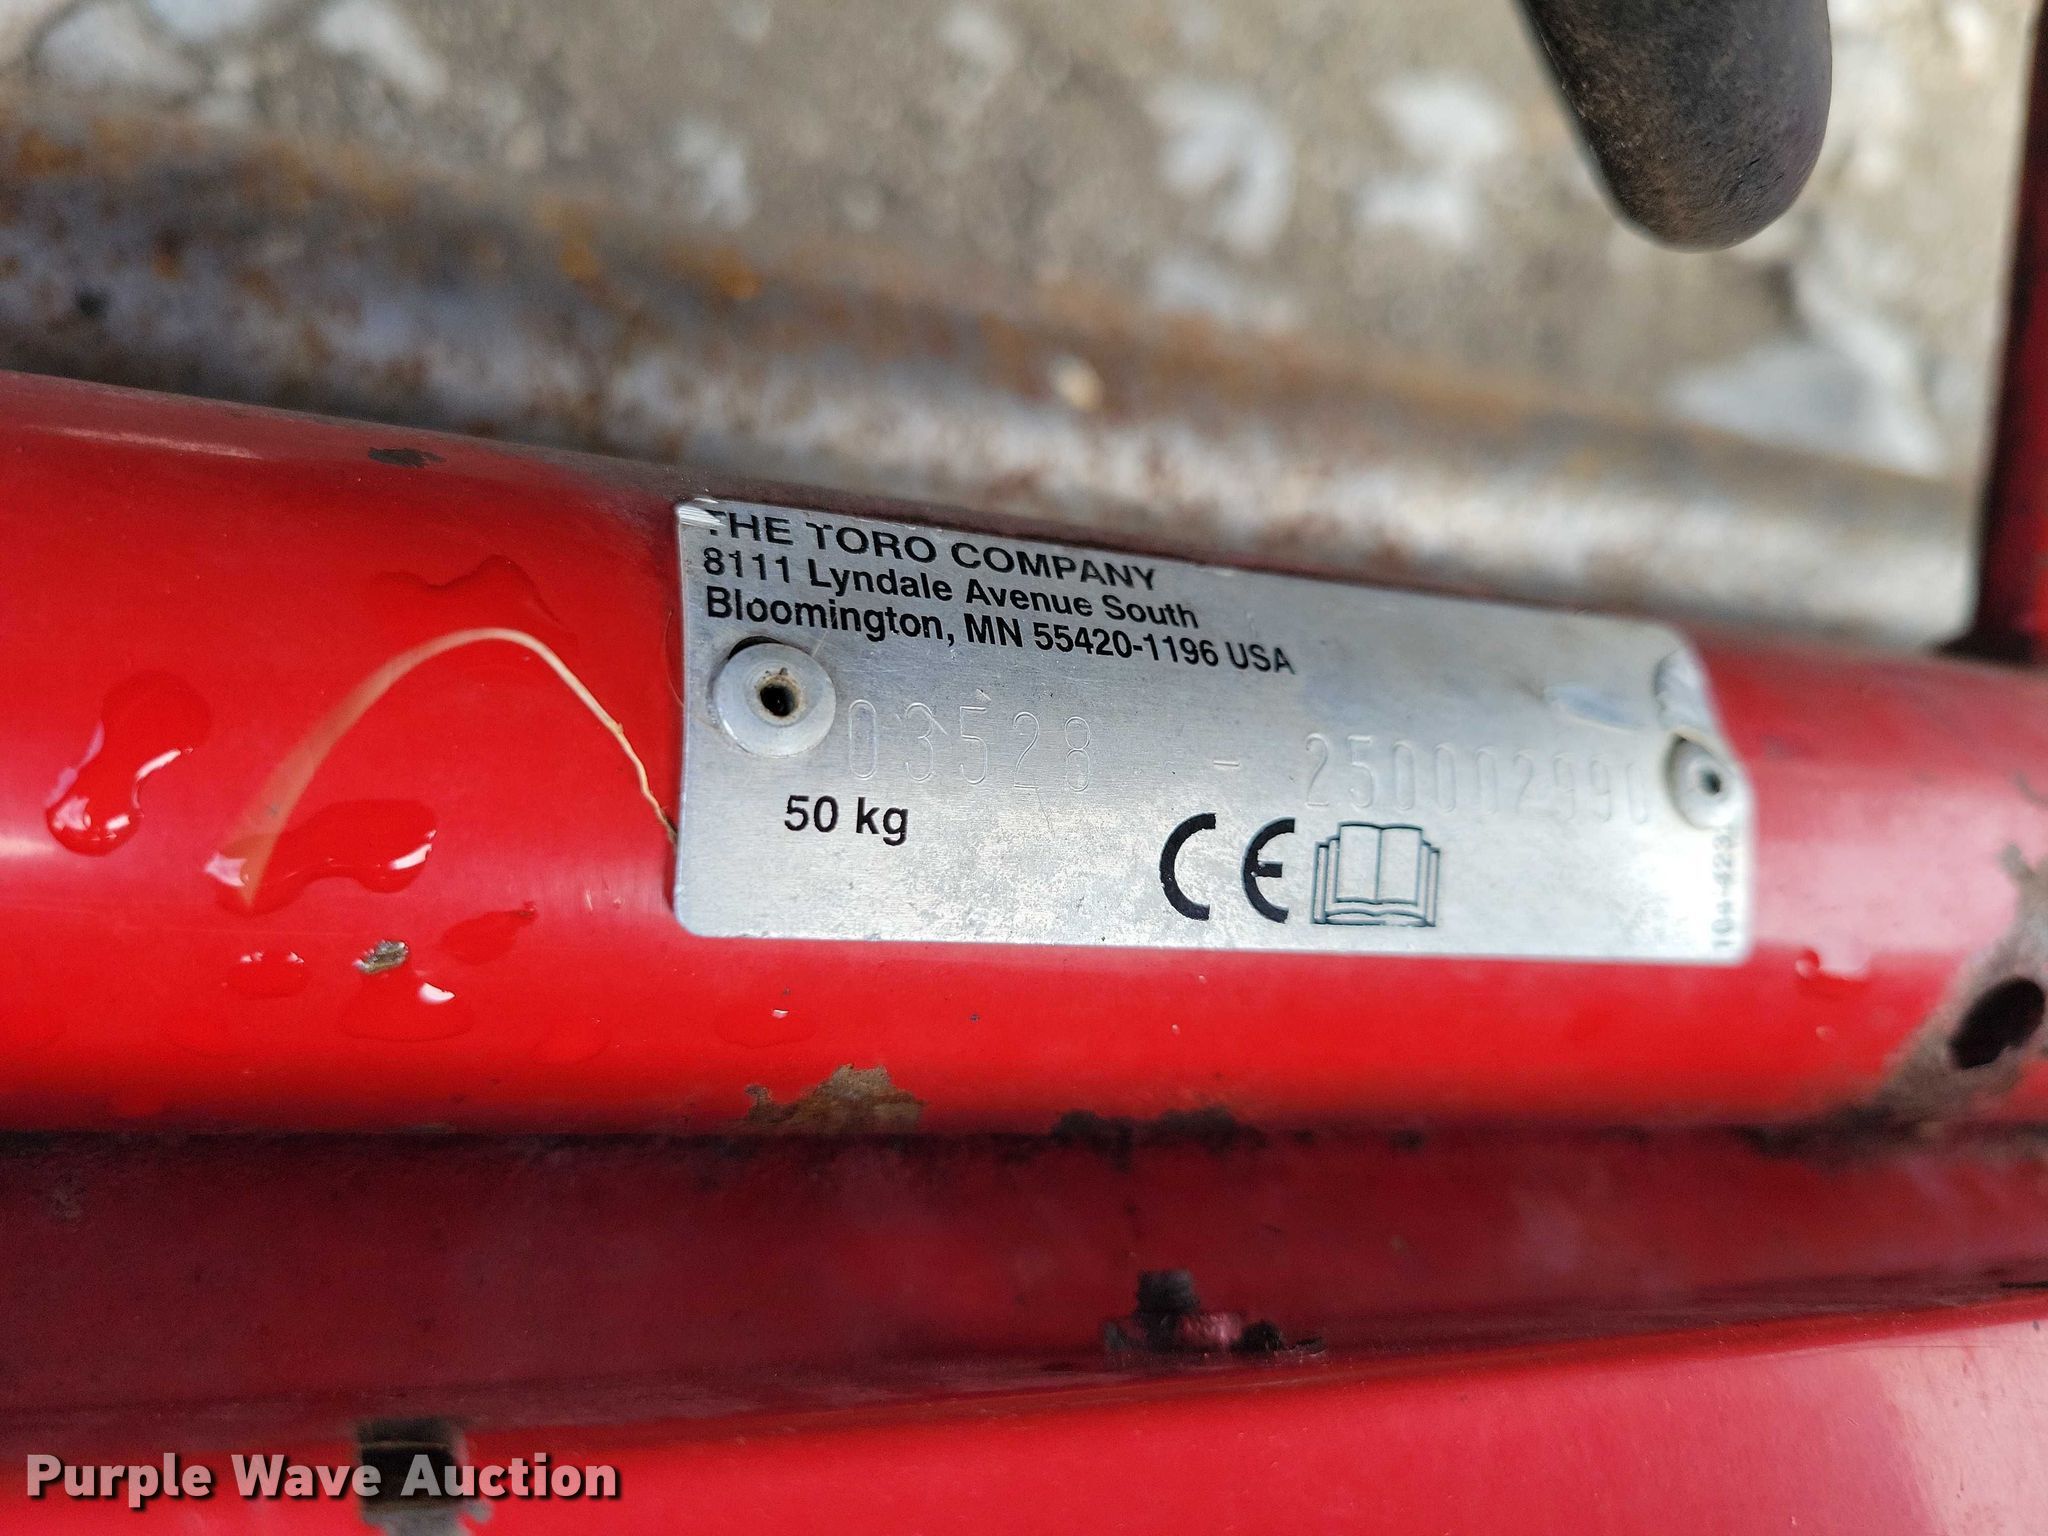 THE TORO COMPANY
8111 Lyndale Avenue South
Bloomington, MN 55420-1196 USA
03528 - 250002990
50 kg
CE
Purple Wave Auction